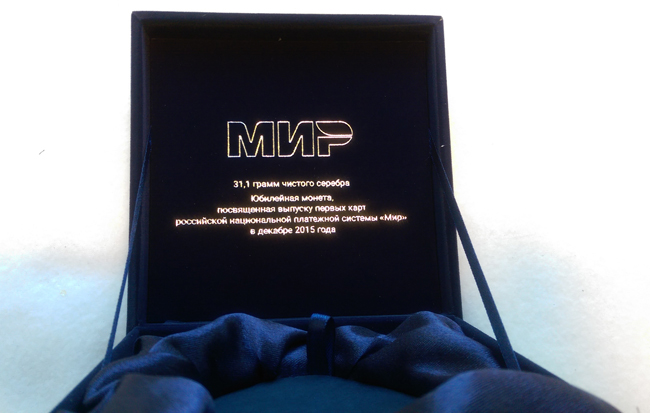 МИР
31,1 грамм чистого серебра
Юбилейная монета,
посвященная выпуску первых карт
российской национальной платежной системы «Мир»
в декабре 2015 года